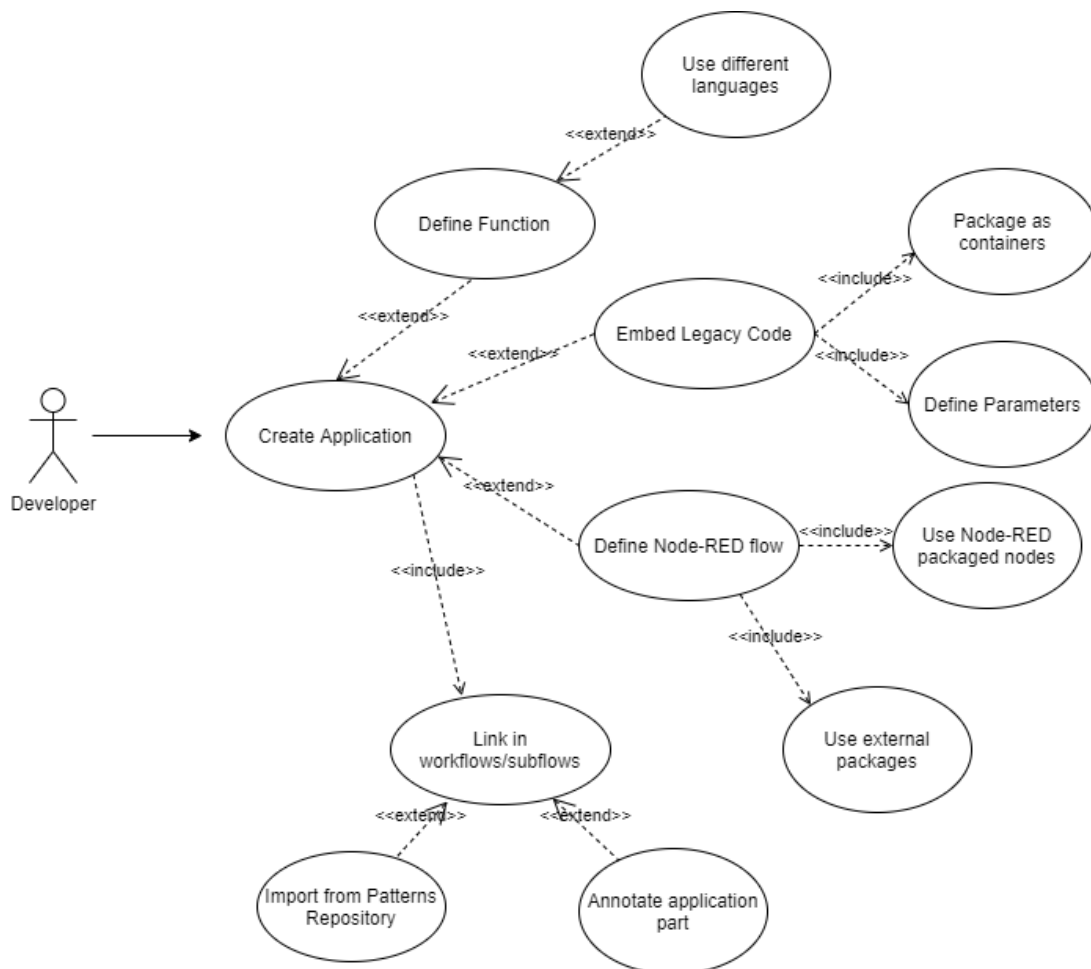 Use different
languages
<<extend>>
Define Function
Package as
containers
<<include>>
<<extend>>
Embed Legacy Code
<<extend>>
<<include>>
Define Parameters
Create Application
Developer
<<extend>>
Define Node-RED flow
<<include>>
Use Node-RED
packaged nodes
<<include>>
<<include>>
Link in
workflows/subflows
Use external
packages
<<extend>>
<<extend>>
Import from Patterns
Repository
Annotate application
part